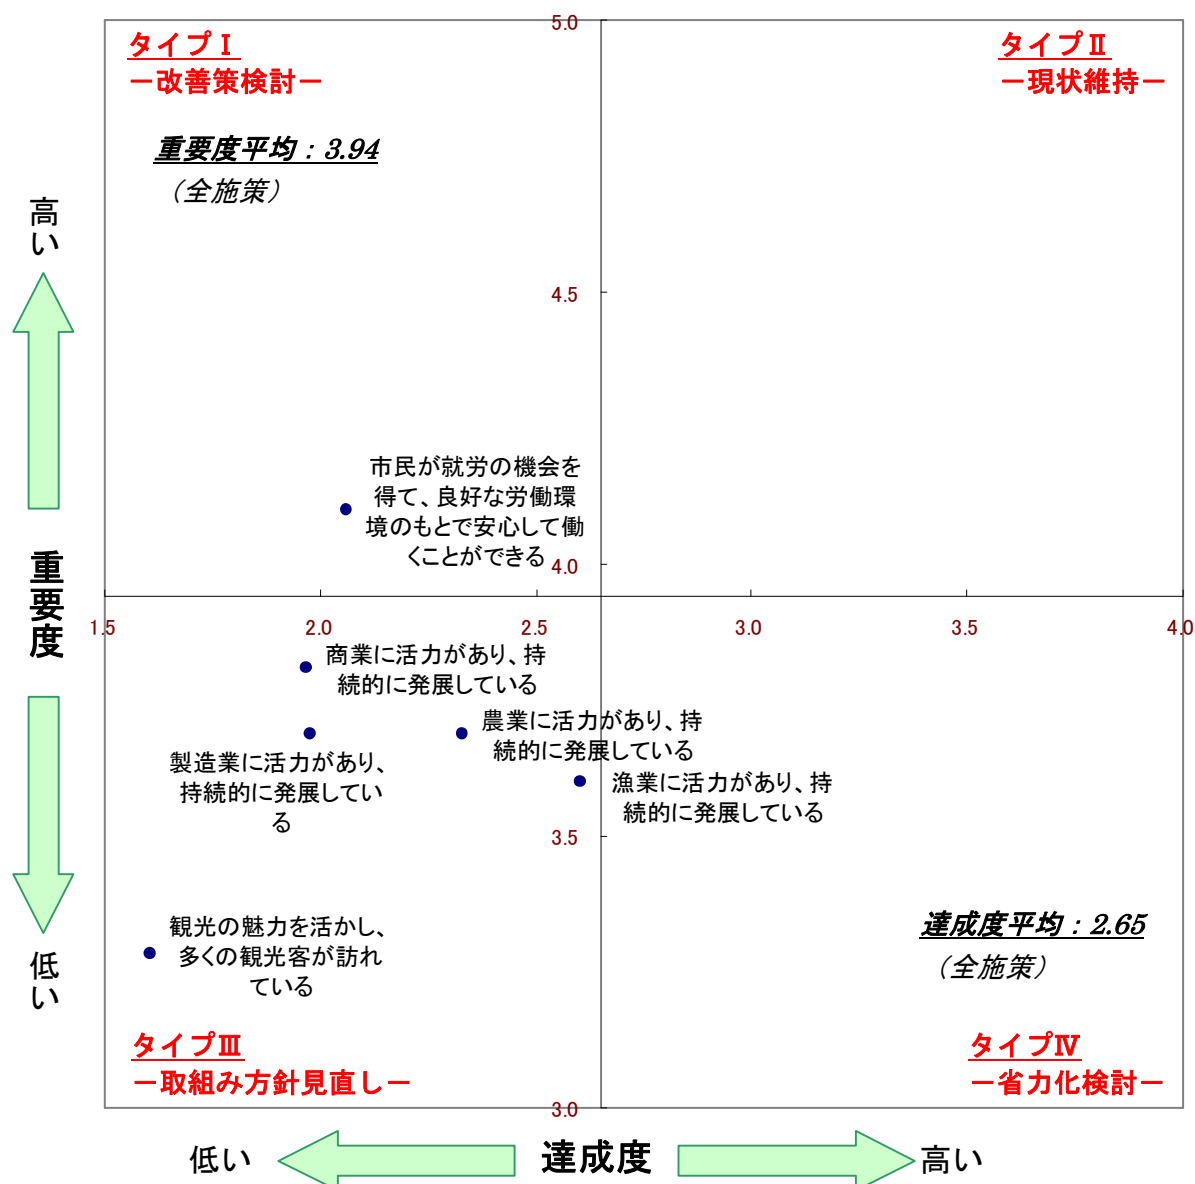 5.0
タイプⅠ
－改善策検討－
タイプⅡ
－現状維持－
重要度平均：3.94
（全施策）
高い
4.5
市民が就労の機会を
得て、良好な労働環
境のもとで安心して働
くことができる
4.0
重要度
1.5
2.0
2.5
3.0
3.5
4.0
商業に活力があり、持
続的に発展している
農業に活力があり、持
続的に発展している
製造業に活力があり、
持続的に発展してい
る
漁業に活力があり、持
続的に発展している
3.5
観光の魅力を活かし、
多くの観光客が訪れ
ている
達成度平均：2.65
（全施策）
低い
タイプⅢ
－取組み方針見直し－
タイプⅣ
－省力化検討－
3.0
低い
達成度
高い